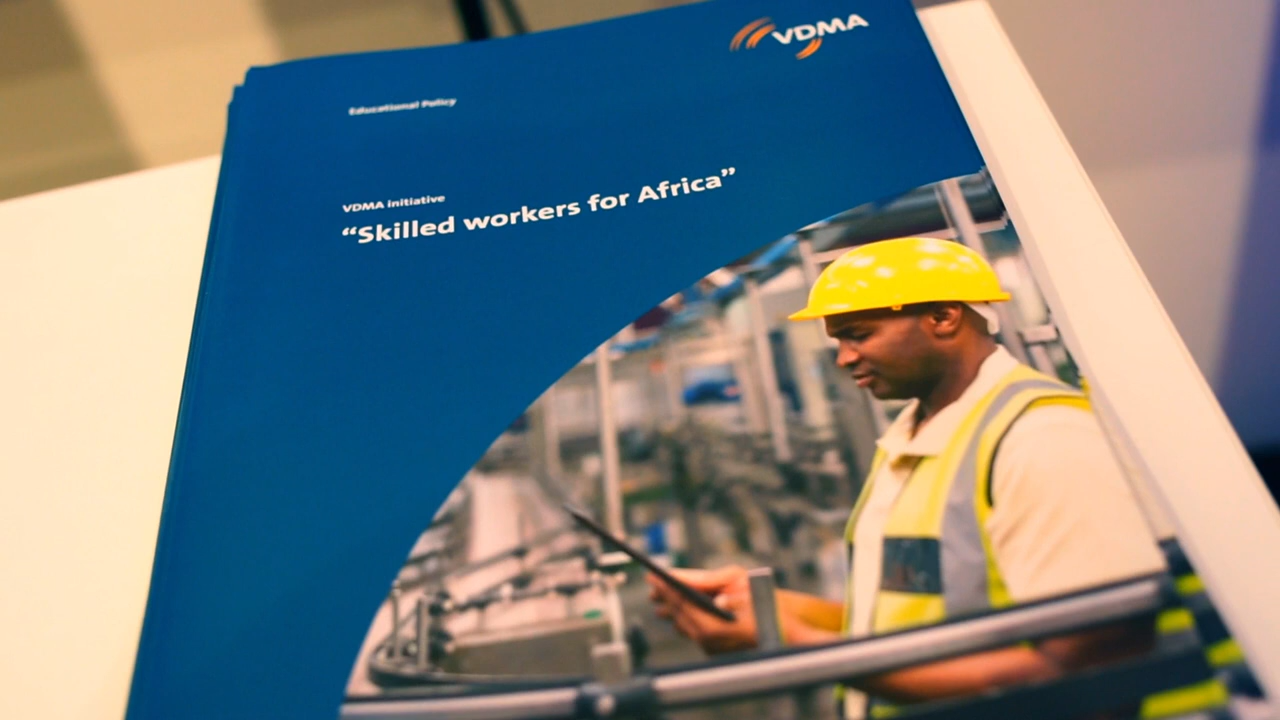 VDMA
Educational Policy
VDMA initiative
“Skilled workers for Africa”